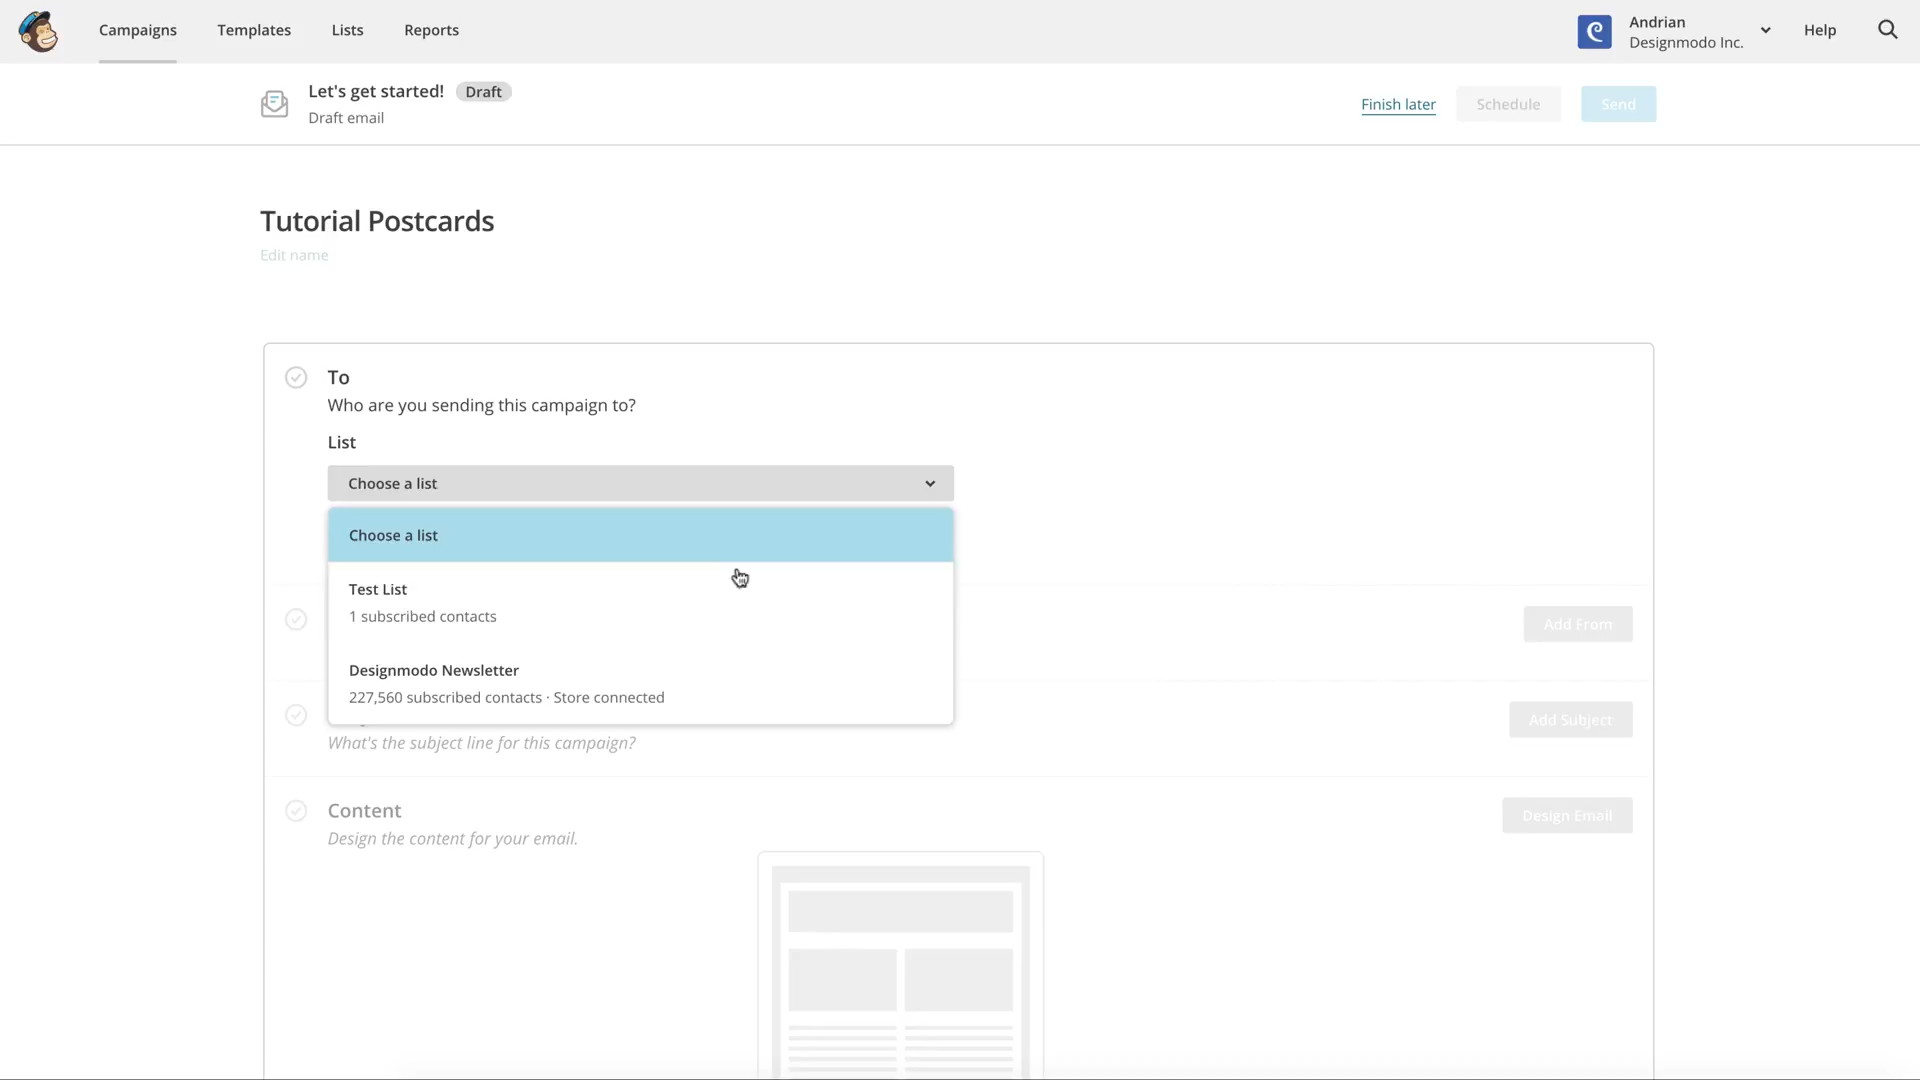 Campaigns
Templates
Lists
Reports
Andrian
Designmodo Inc.
Help
Let's get started!
Draft
Draft email
Finish later
Schedule
Send
Tutorial Postcards
Edit name
To
Who are you sending this campaign to?
List
Choose a list
Choose a list
Test List
1 subscribed contacts
Add From
Designmodo Newsletter
227,560 subscribed contacts · Store connected
Add Subject
What's the subject line for this campaign?
Content
Design the content for your email.
Design Email